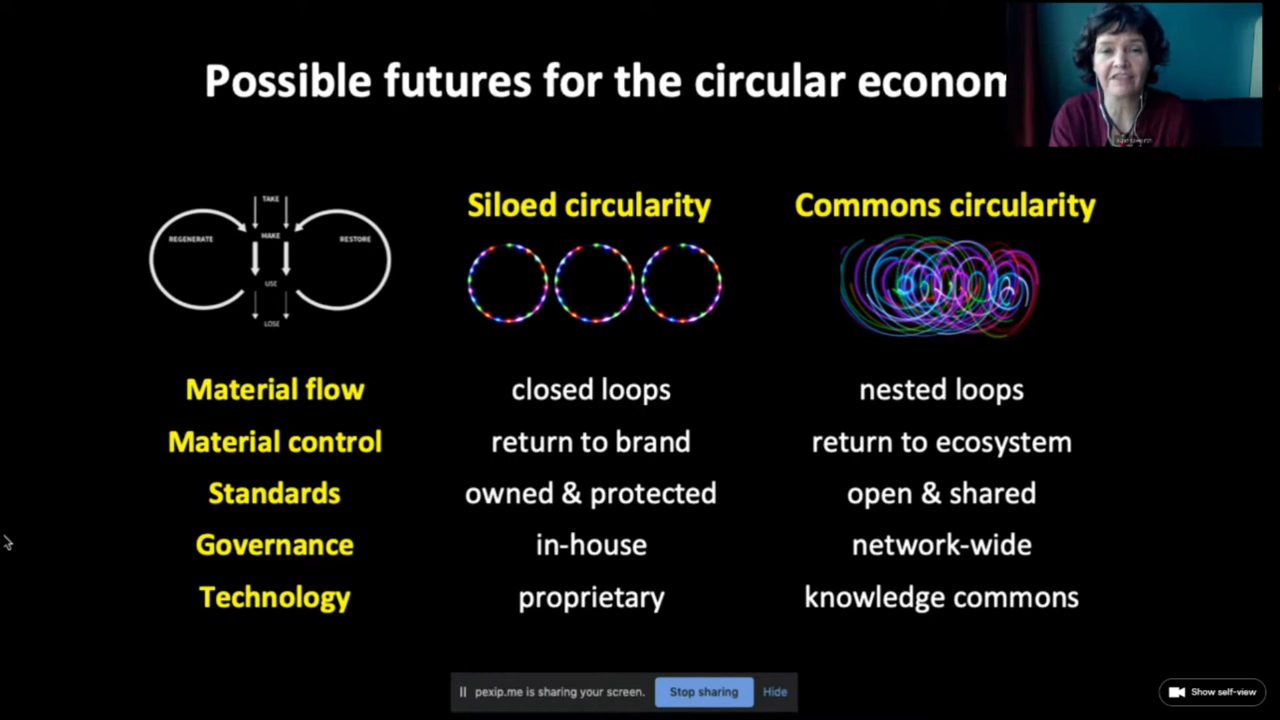 Possible futures for the circular econom
TAKE
REGENERATE
MAKE
RESTORE
USE
LOSE
Siloed circularity
Commons circularity
Material flow
closed loops
nested loops
Material control
return to brand
return to ecosystem
Standards
owned & protected
open & shared
Governance
in-house
network-wide
Technology
proprietary
knowledge commons
pexip.me is sharing your screen.
Stop sharing
Hide
Show self-view